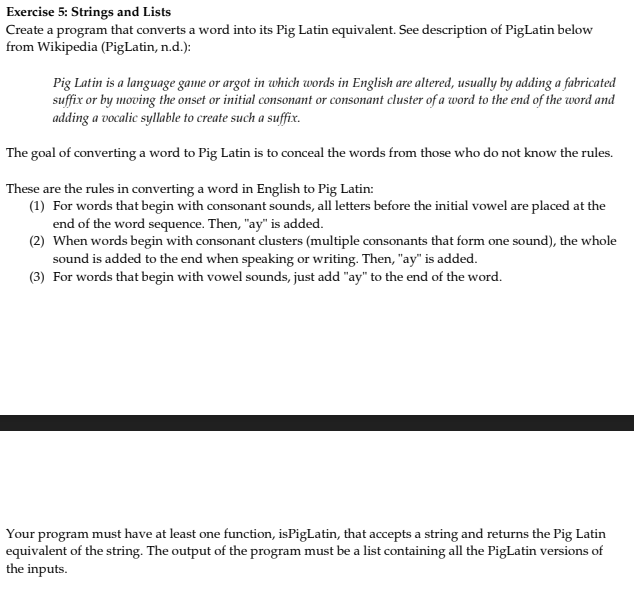 Exercise 5: Strings and Lists
Create a program that converts a word into its Pig Latin equivalent. See description of PigLatin below
from Wikipedia (PigLatin, n.d.):
Pig Latin is a language game or argot in which words in English are altered, usually by adding a fabricated
suffix or by moving the onset or initial consonant or consonant cluster of a word to the end of the word and
adding a vocalic syllable to create such a suffix.
The goal of converting a word to Pig Latin is to conceal the words from those who do not know the rules.
These are the rules in converting a word in English to Pig Latin:
(1) For words that begin with consonant sounds, all letters before the initial vowel are placed at the
end of the word sequence. Then, "ay" is added.
(2) When words begin with consonant clusters (multiple consonants that form one sound), the whole
sound is added to the end when speaking or writing. Then, "ay" is added.
(3) For words that begin with vowel sounds, just add "ay" to the end of the word.
Your program must have at least one function, isPigLatin, that accepts a string and returns the Pig Latin
equivalent of the string. The output of the program must be a list containing all the PigLatin versions of
the inputs.